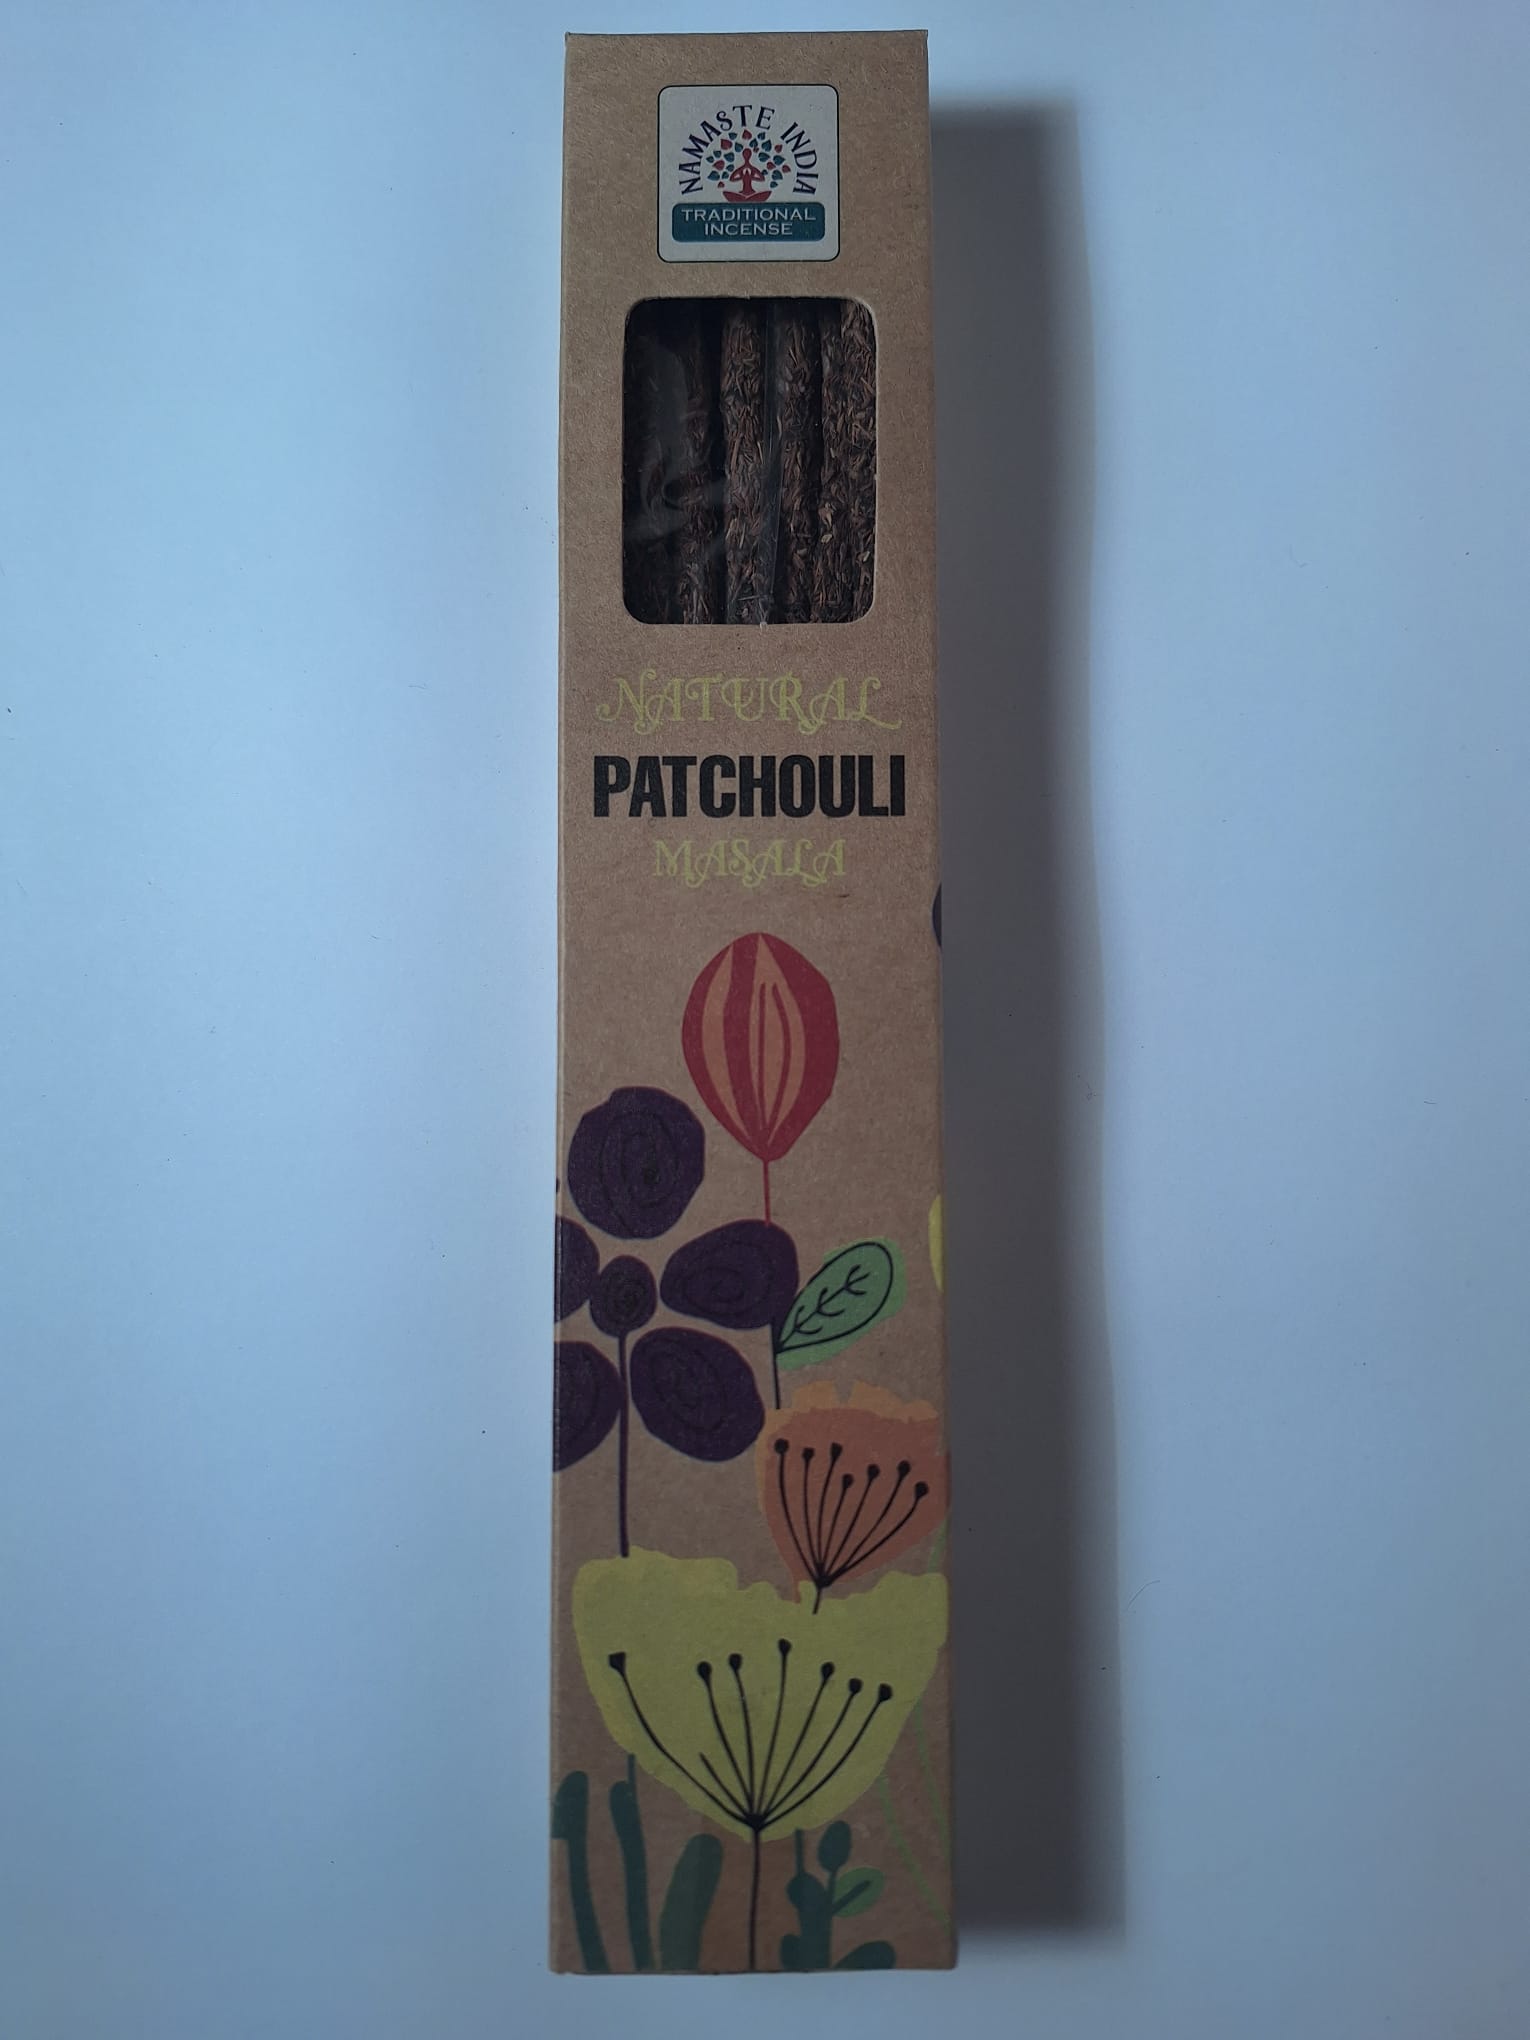 NAMASTE INDIA
TRADITIONAL
INCENSE
NATURAL
PATCHOULI
MASALA